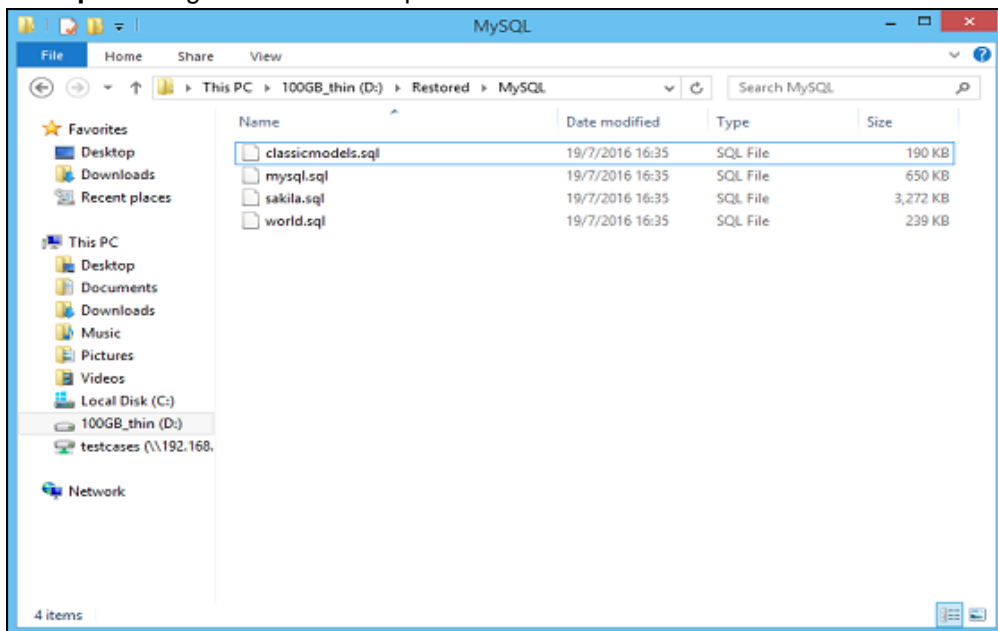 MySQL
File Home Share View
This PC 100GB_thin (D:) Restored MySQL Search MySQL
Name Date modified Type Size
Favorites
Desktop
Downloads
Recent places
This PC
Desktop
Documents
Downloads
Music
Pictures
Videos
Local Disk (C:)
100GB_thin (D:)
testcases (\\192.168.
Network
classicmodels.sql 19/7/2016 16:35 SQL File 190 KB
mysql.sql 19/7/2016 16:35 SQL File 650 KB
sakila.sql 19/7/2016 16:35 SQL File 3,272 KB
world.sql 19/7/2016 16:35 SQL File 239 KB
4 items